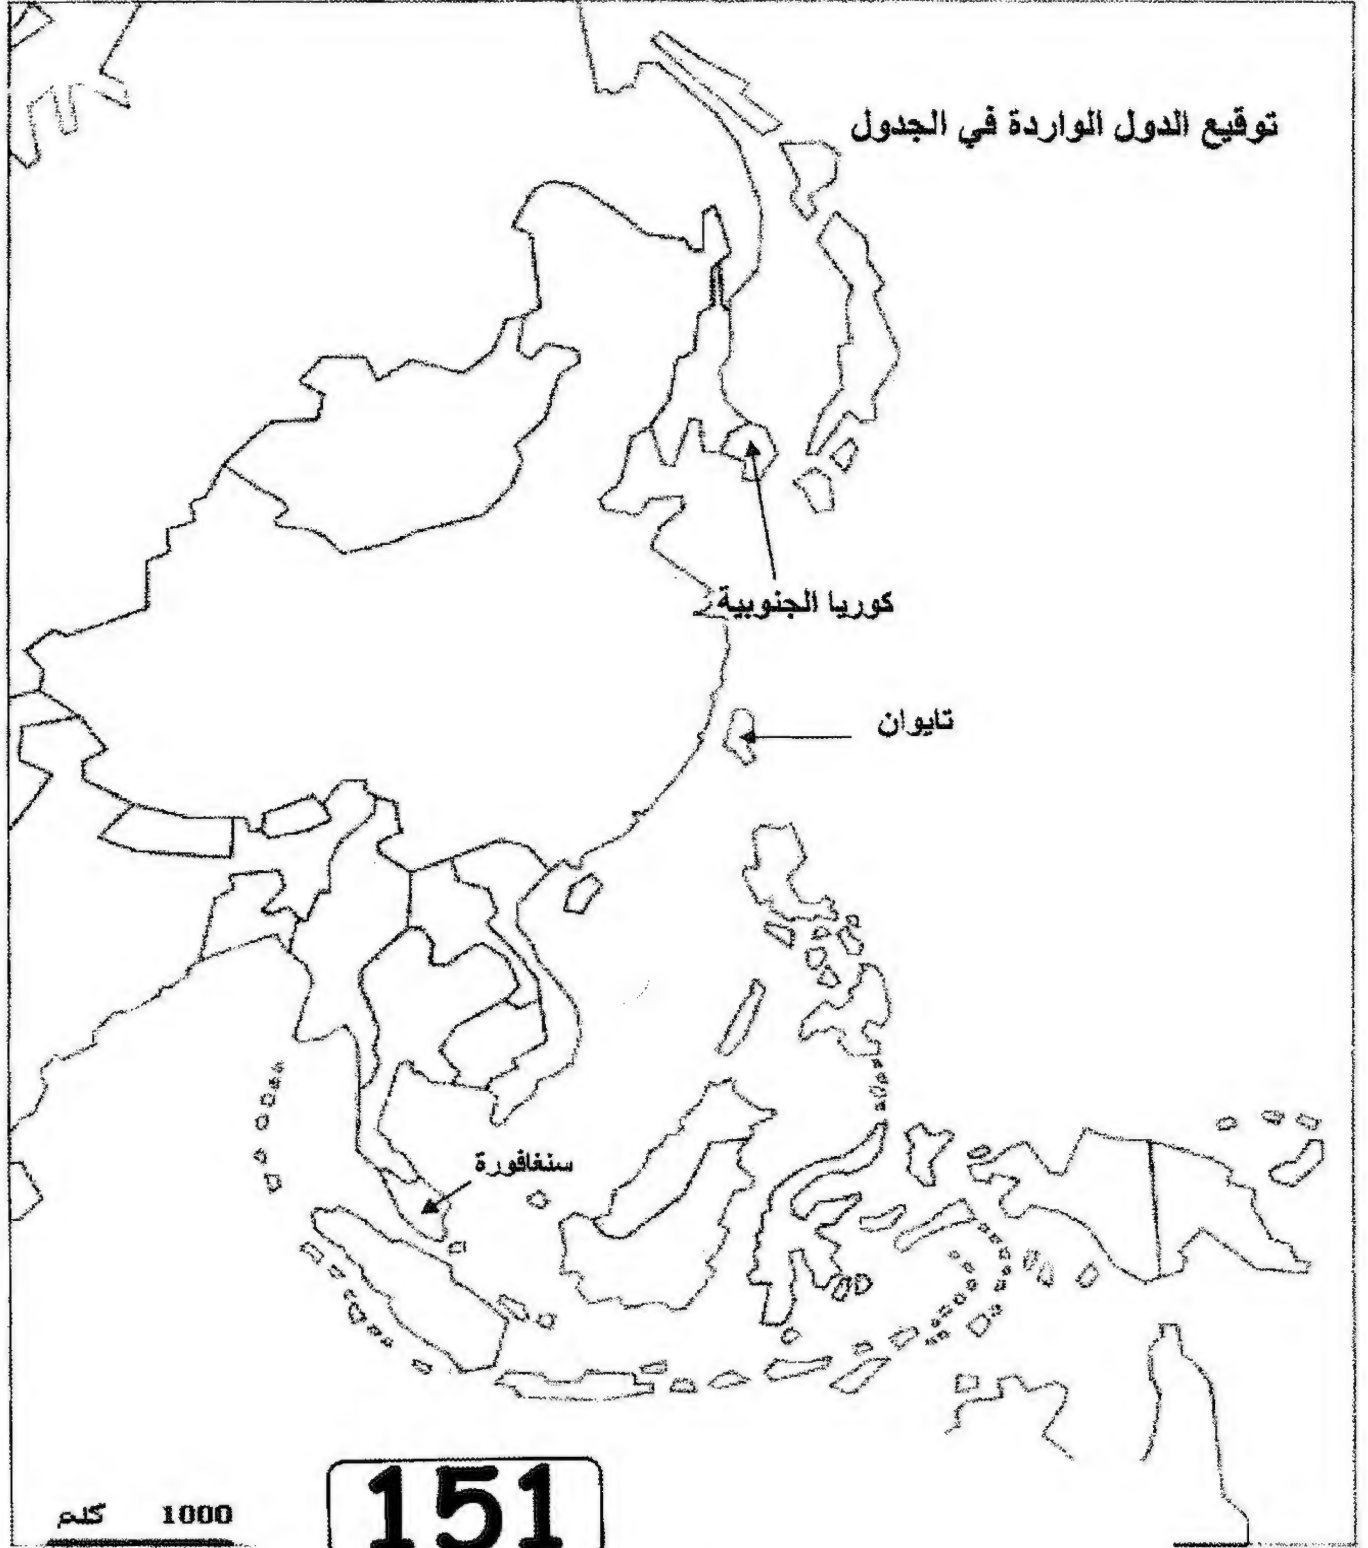 توقيع الدول الواردة في الجدول
كوريا الجنوبية
تايوان
سنغافورة
1000 كلم
151